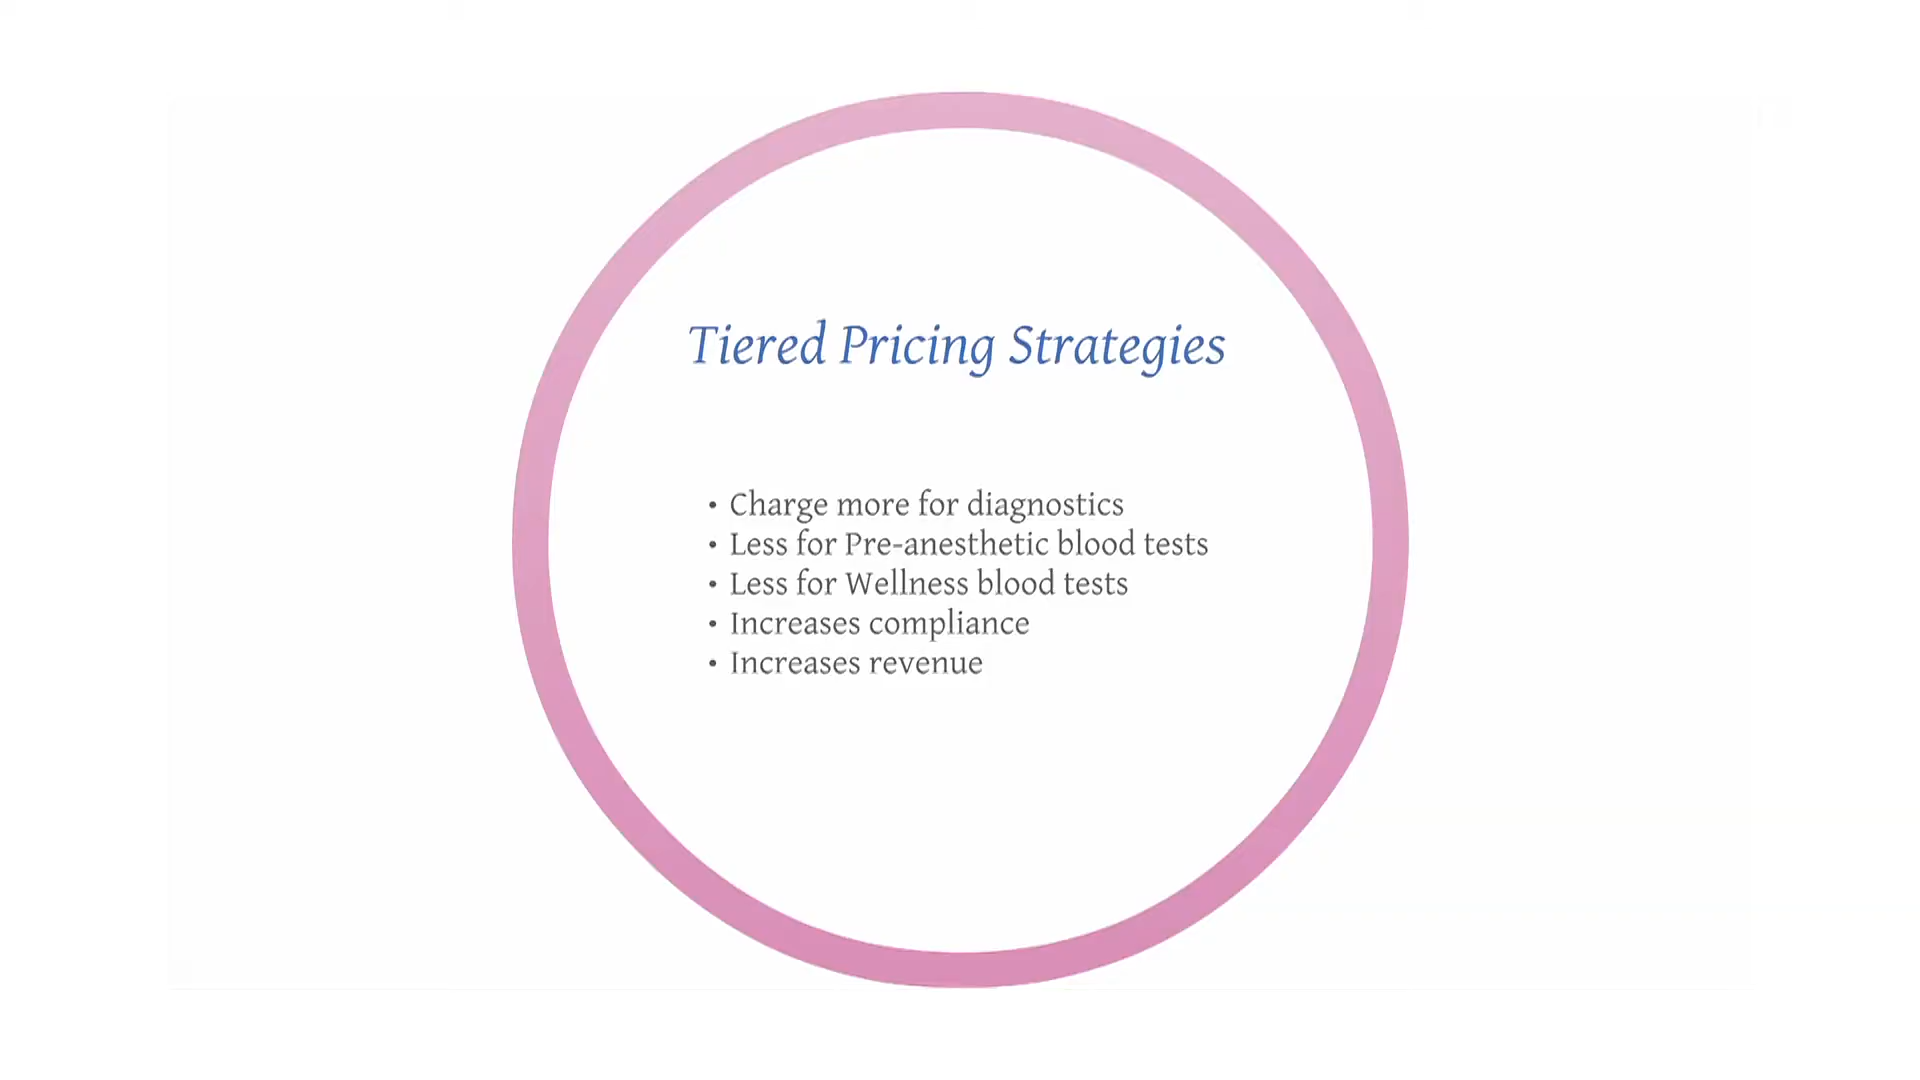 Tiered Pricing Strategies
• Charge more for diagnostics
• Less for Pre-anesthetic blood tests
• Less for Wellness blood tests
• Increases compliance
• Increases revenue